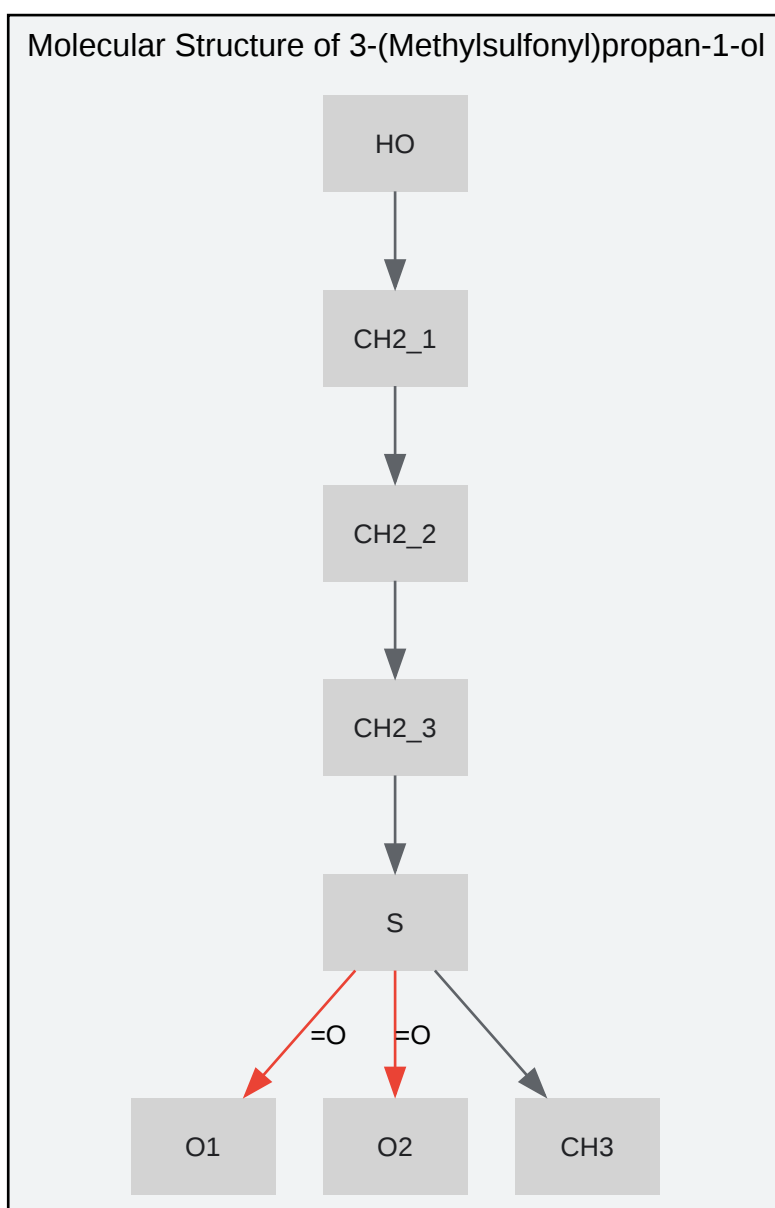 Molecular Structure of 3-(Methylsulfonyl)propan-1-ol
HO
CH2_1
CH2_2
CH2_3
S
=O =O
O1 O2 CH3